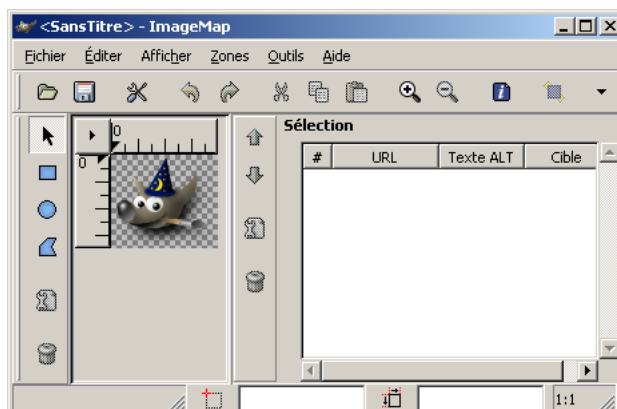 <SansTitre> - ImageMap
Fichier Éditer Afficher Zones Outils Aide
Sélection
0
0
# URL Texte ALT Cible
1:1